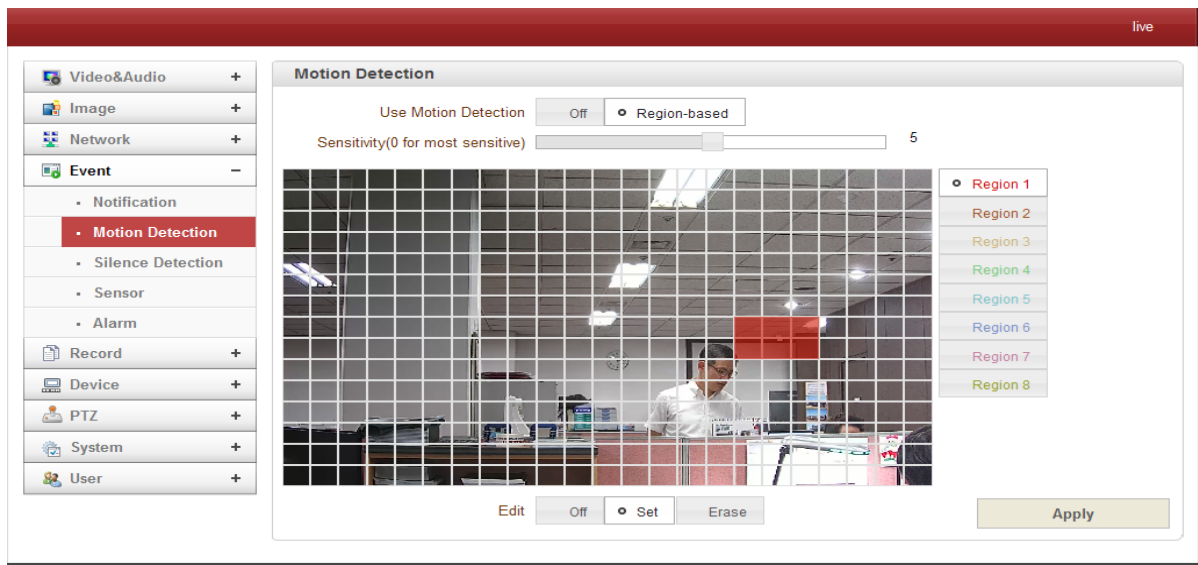 live
Video&Audio +
Image +
Network +
Event −
Notification
Motion Detection
Silence Detection
Sensor
Alarm
Record +
Device +
PTZ +
System +
User +
Motion Detection
Use Motion Detection Off Region-based
Sensitivity(0 for most sensitive) 5
Region 1
Region 2
Region 3
Region 4
Region 5
Region 6
Region 7
Region 8
Edit Off Set Erase
Apply